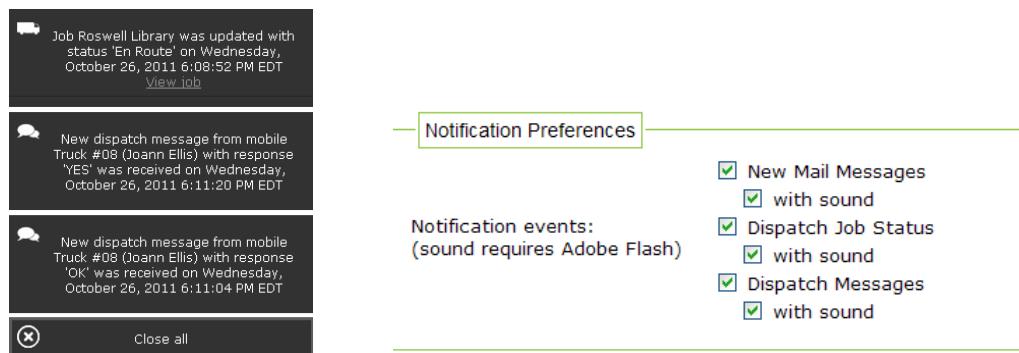 Job Roswell Library was updated with
status 'En Route' on Wednesday,
October 26, 2011 6:08:52 PM EDT
View job
New dispatch message from mobile
Truck #08 (Joann Ellis) with response
'YES' was received on Wednesday,
October 26, 2011 6:11:20 PM EDT
New dispatch message from mobile
Truck #08 (Joann Ellis) with response
'OK' was received on Wednesday,
October 26, 2011 6:11:04 PM EDT
Close all
Notification Preferences
Notification events:
(sound requires Adobe Flash)
New Mail Messages
with sound
Dispatch Job Status
with sound
Dispatch Messages
with sound